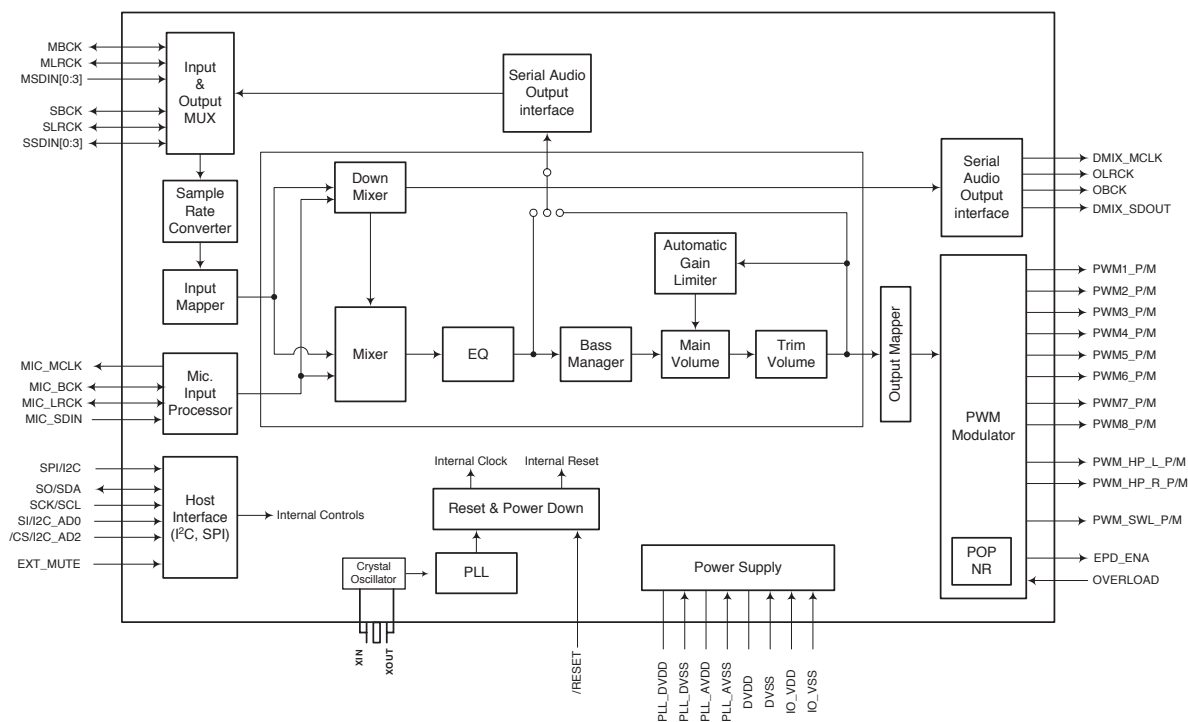 MBCK
MLRCK
MSDIN[0:3]
SBCK
SLRCK
SSDIN[0:3]
Input
&
Output
MUX
Serial Audio
Output
interface
Sample
Rate
Converter
Down
Mixer
Serial
Audio
Output
interface
DMIX_MCLK
OLRCK
OBCK
DMIX_SDOUT
Input
Mapper
Automatic
Gain
Limiter
Mixer
EQ
Bass
Manager
Main
Volume
Trim
Volume
Output Mapper
PWM
Modulator
PWM1_P/M
PWM2_P/M
PWM3_P/M
PWM4_P/M
PWM5_P/M
PWM6_P/M
PWM7_P/M
PWM8_P/M
PWM_HP_L_P/M
PWM_HP_R_P/M
PWM_SWL_P/M
EPD_ENA
OVERLOAD
POP
NR
MIC_MCLK
MIC_BCK
MIC_LRCK
MIC_SDIN
Mic.
Input
Processor
SPI/I2C
SO/SDA
SCK/SCL
SI/I2C_AD0
/CS/I2C_AD2
EXT_MUTE
Host
Interface
(I²C, SPI)
Internal Controls
Internal Clock
Internal Reset
Reset & Power Down
Crystal
Oscillator
PLL
Power Supply
XIN
XOUT
/RESET
PLL_DVDD
PLL_DVSS
PLL_AVDD
PLL_AVSS
DVDD
DVSS
IO_VDD
IO_VSS